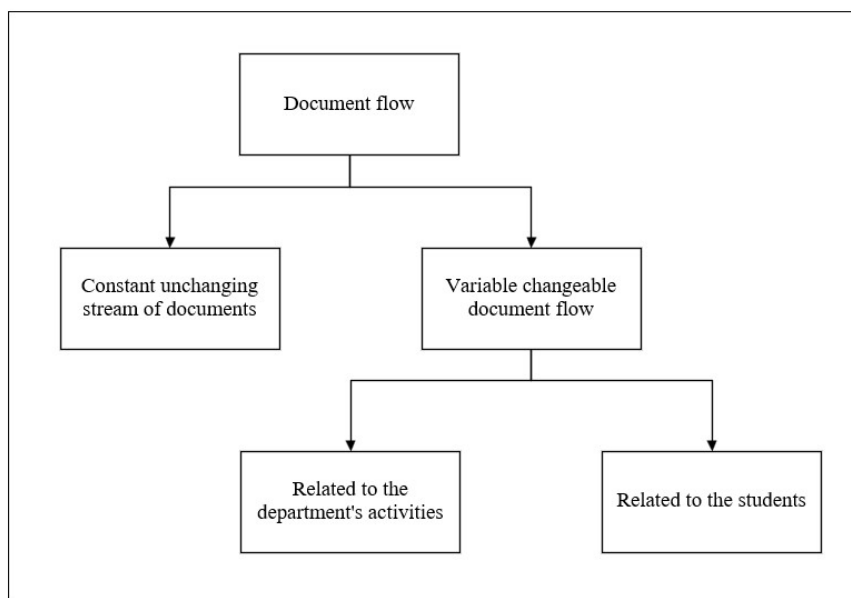 Document flow
Constant unchanging
stream of documents
Variable changeable
document flow
Related to the
department's activities
Related to the students